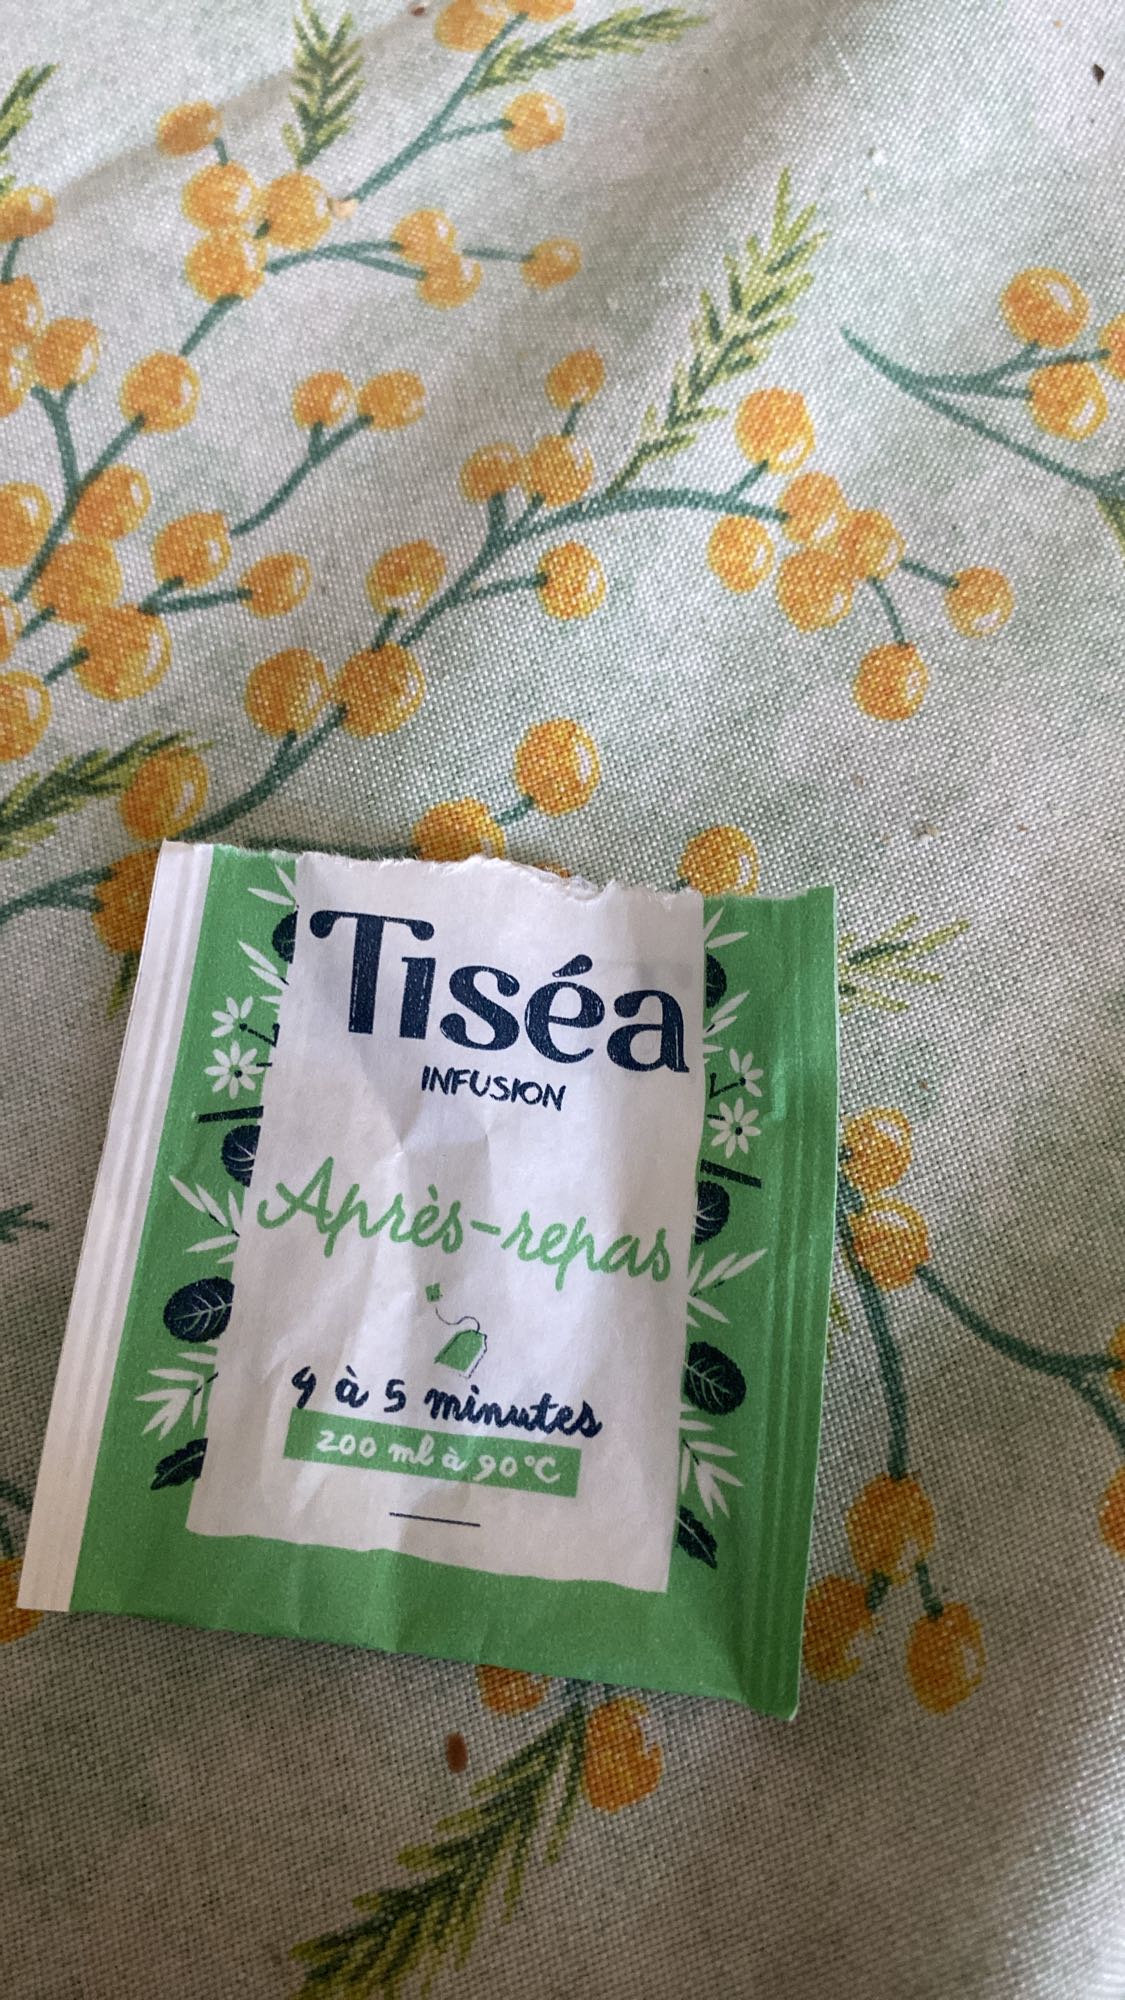 Tiséa
INFUSION
Après-repas
4 à 5 minutes
200 ml à 90°C